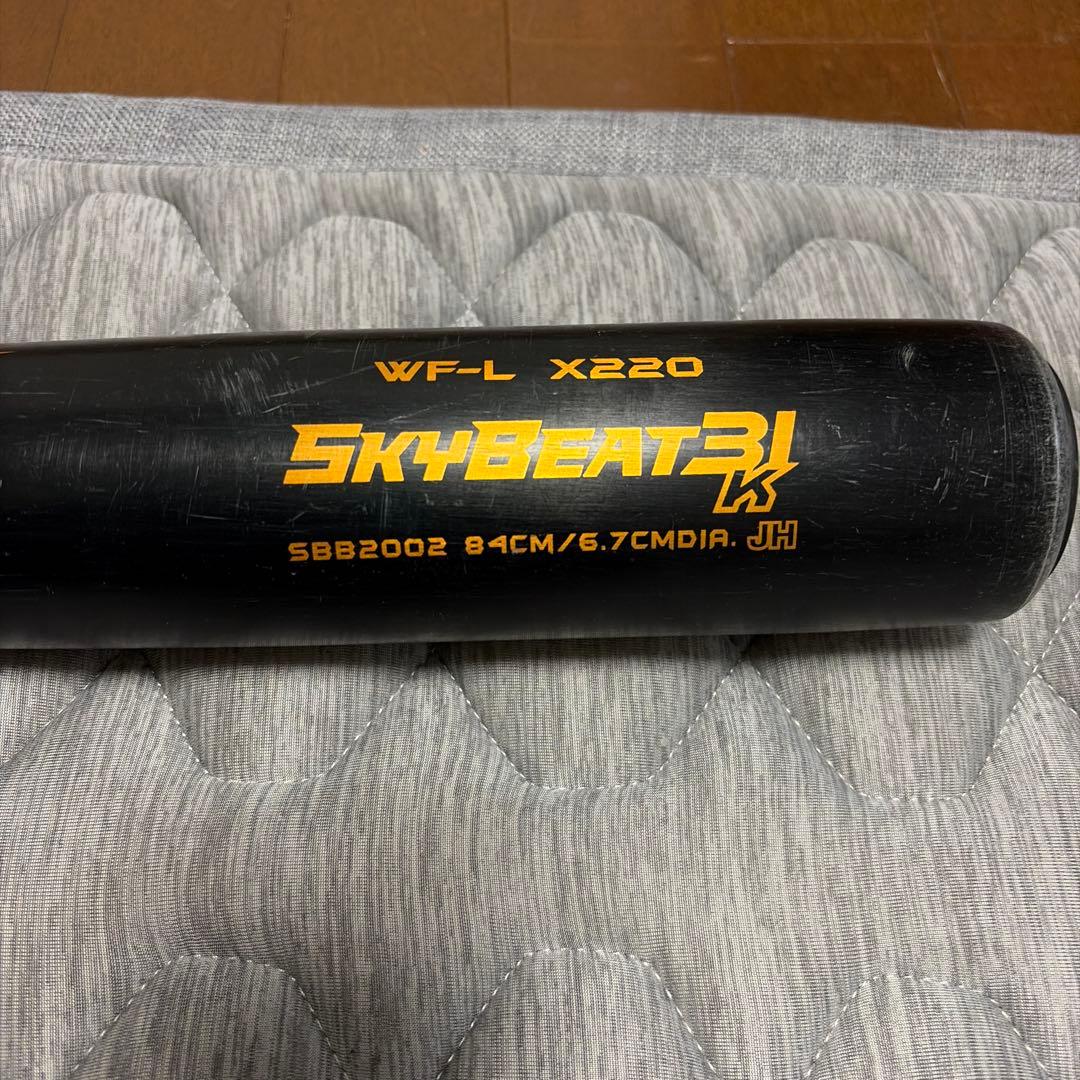 WF-L X220
SKYBEAT31K
SBB2002 84CM/6.7CMDIA. JH